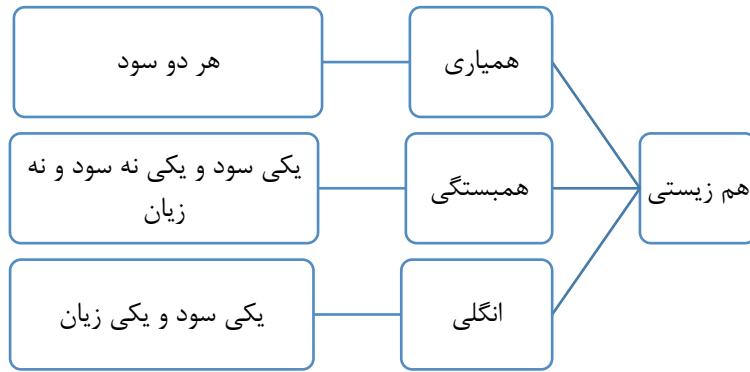 هم زیستی
همیاری
هر دو سود
همبستگی
یکی سود و یکی نه سود و نه
زیان
انگلی
یکی سود و یکی زیان